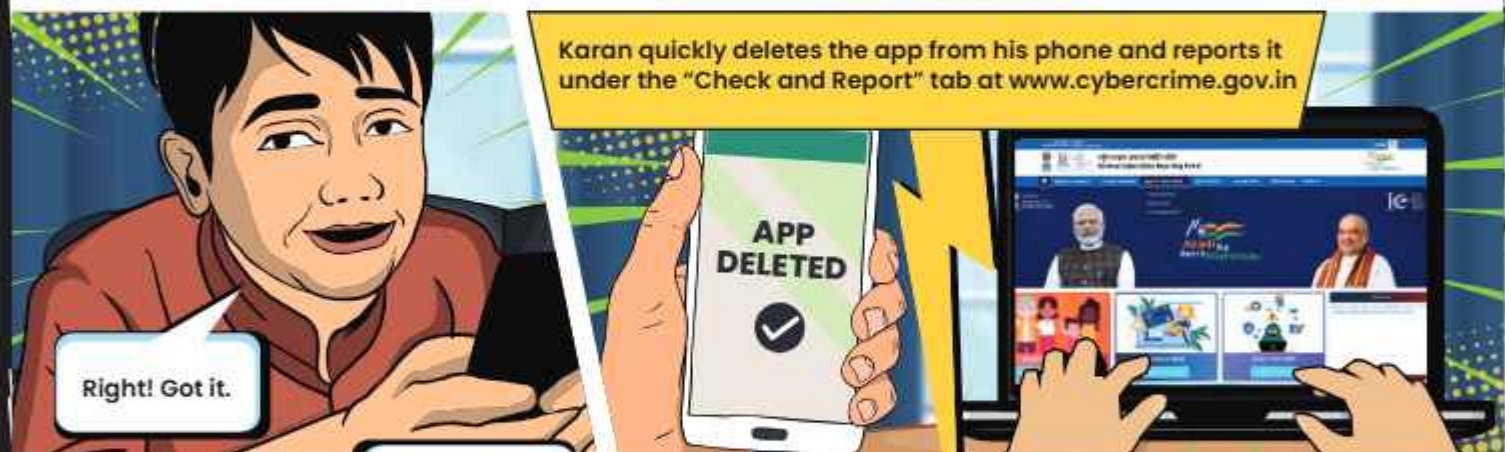 Karan quickly deletes the app from his phone and reports it
under the “Check and Report” tab at www.cybercrime.gov.in
Right! Got it.
APP
DELETED